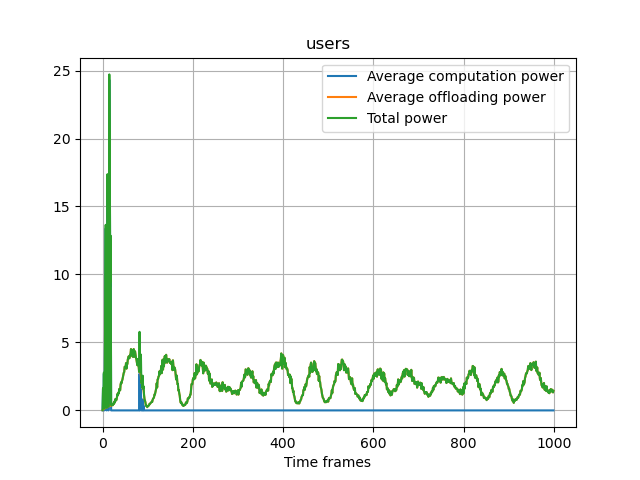 users
Average computation power
Average offloading power
Total power
25
20
15
10
5
0
0 200 400 600 800 1000
Time frames